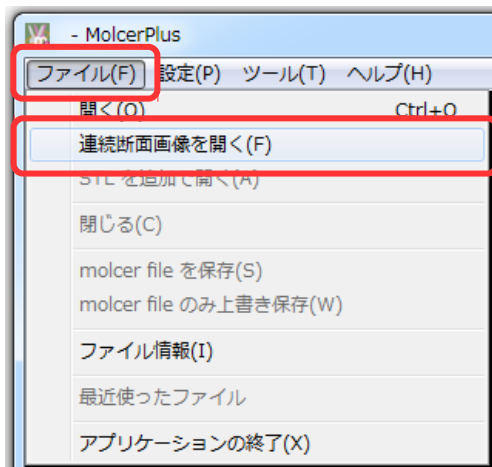 - MolcerPlus
ファイル(F) 設定(P) ツール(T) ヘルプ(H)
開く(O) Ctrl+O
連続断面画像を開く(F)
STL を追加で開く(A)
閉じる(C)
molcer file を保存(S)
molcer file のみ上書き保存(W)
ファイル情報(I)
最近使ったファイル
アプリケーションの終了(X)